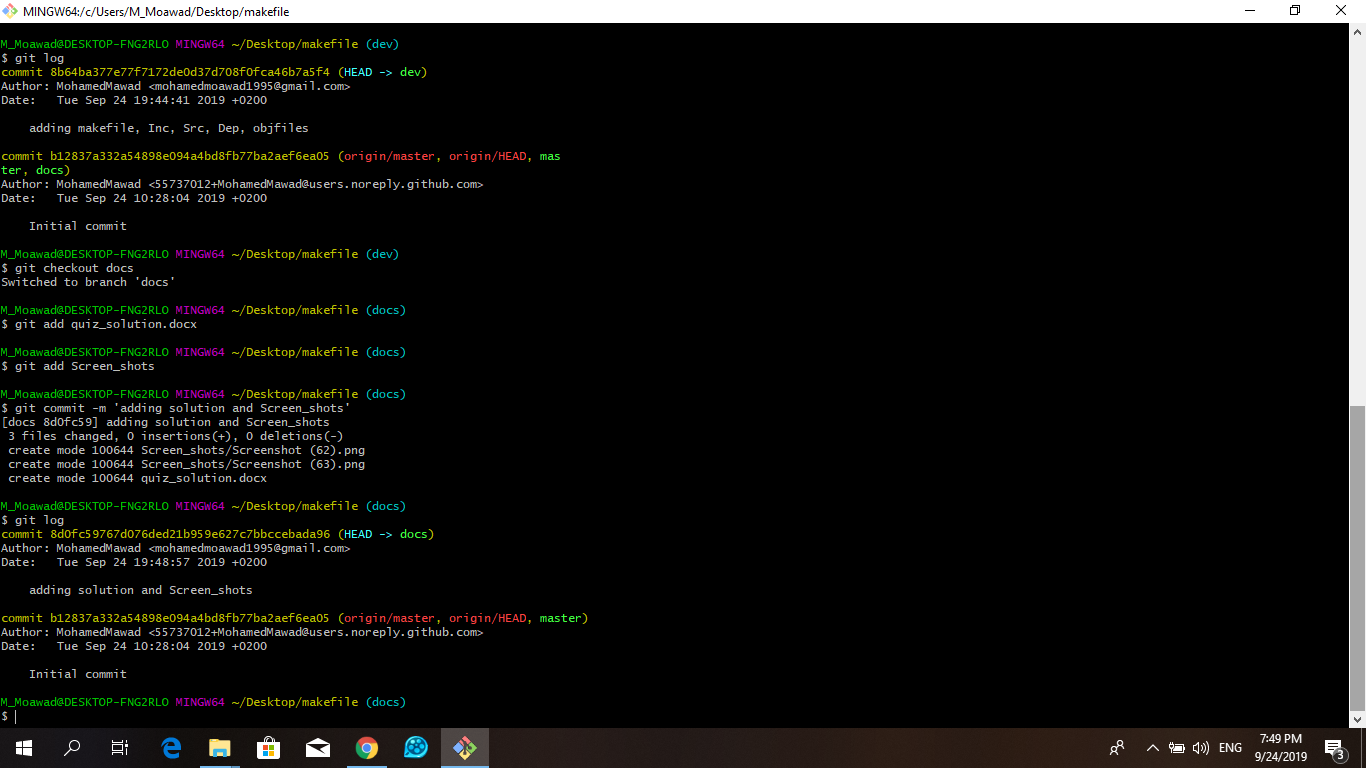 MINGW64:/c/Users/M_Moawad/Desktop/makefile
M_Moawad@DESKTOP-FNG2RLO MINGW64 ~/Desktop/makefile (dev)
$ git log
commit 8b64ba377e77f7172de0d37d708f0fca46b7a5f4 (HEAD -> dev)
Author: MohamedMawad <mohamedmoawad1995@gmail.com>
Date:   Tue Sep 24 19:44:41 2019 +0200
    adding makefile, Inc, Src, Dep, objfiles
commit b12837a332a54898e094a4bd8fb77ba2aef6ea05 (origin/master, origin/HEAD, mas
ter, docs)
Author: MohamedMawad <55737012+MohamedMawad@users.noreply.github.com>
Date:   Tue Sep 24 10:28:04 2019 +0200
    Initial commit
M_Moawad@DESKTOP-FNG2RLO MINGW64 ~/Desktop/makefile (dev)
$ git checkout docs
Switched to branch 'docs'
M_Moawad@DESKTOP-FNG2RLO MINGW64 ~/Desktop/makefile (docs)
$ git add quiz_solution.docx
M_Moawad@DESKTOP-FNG2RLO MINGW64 ~/Desktop/makefile (docs)
$ git add Screen_shots
M_Moawad@DESKTOP-FNG2RLO MINGW64 ~/Desktop/makefile (docs)
$ git commit -m 'adding solution and Screen_shots'
[docs 8d0fc59] adding solution and Screen_shots
 3 files changed, 0 insertions(+), 0 deletions(-)
 create mode 100644 Screen_shots/Screenshot (62).png
 create mode 100644 Screen_shots/Screenshot (63).png
 create mode 100644 quiz_solution.docx
M_Moawad@DESKTOP-FNG2RLO MINGW64 ~/Desktop/makefile (docs)
$ git log
commit 8d0fc59767d076ded21b959e627c7bbccebada96 (HEAD -> docs)
Author: MohamedMawad <mohamedmoawad1995@gmail.com>
Date:   Tue Sep 24 19:48:57 2019 +0200
    adding solution and Screen_shots
commit b12837a332a54898e094a4bd8fb77ba2aef6ea05 (origin/master, origin/HEAD, master)
Author: MohamedMawad <55737012+MohamedMawad@users.noreply.github.com>
Date:   Tue Sep 24 10:28:04 2019 +0200
    Initial commit
M_Moawad@DESKTOP-FNG2RLO MINGW64 ~/Desktop/makefile (docs)
$
ENG
7:49 PM
9/24/2019
3